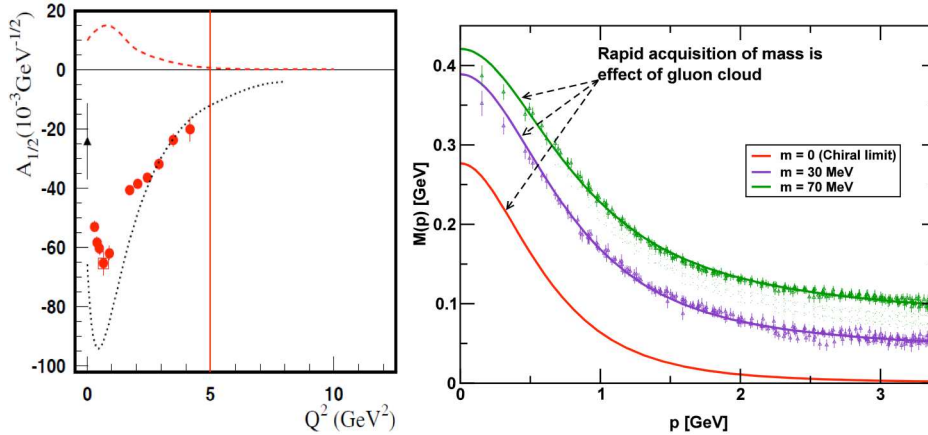 20
0
-20
-40
-60
-80
-100
A1/2(10-3GeV-1/2)
0
5
10
15
Q2 (GeV2)
Rapid acquisition of mass is
effect of gluon cloud
m = 0 (Chiral limit)
m = 30 MeV
m = 70 MeV
0.4
0.3
0.2
0.1
0
M(p) [GeV]
0
1
2
3
p [GeV]